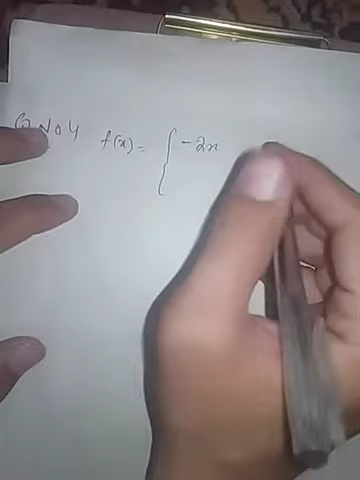 Q No 4 f(x) = { -2x